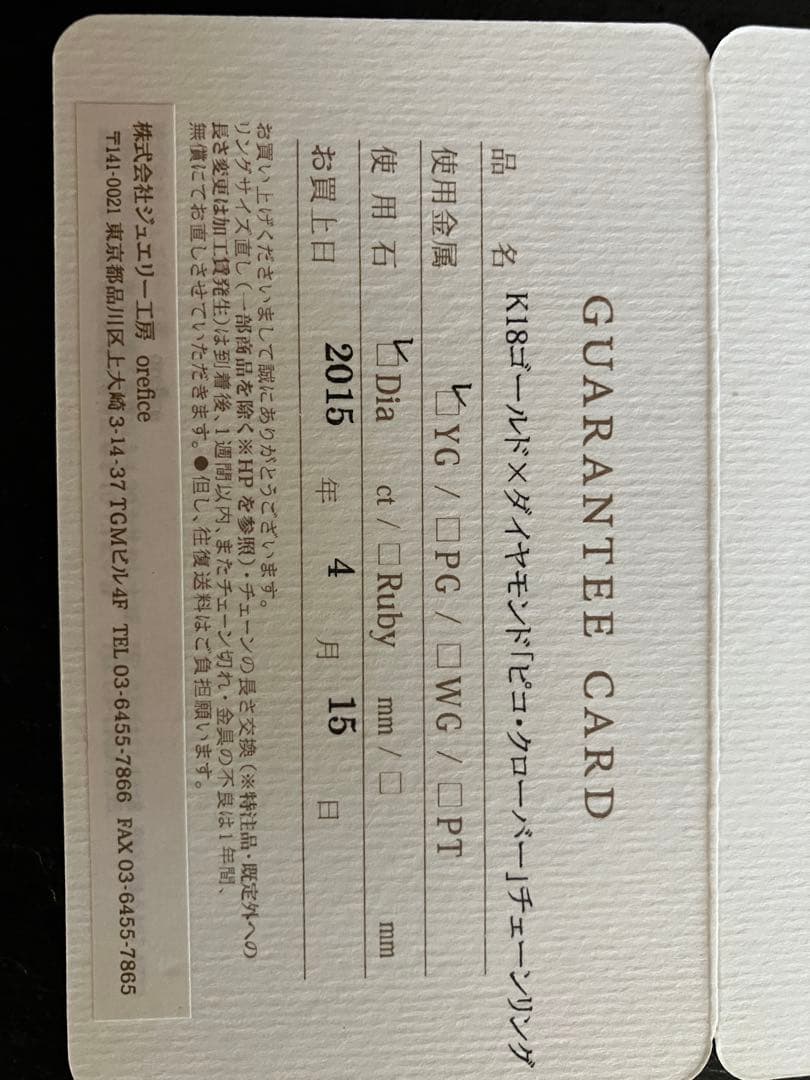 GUARANTEE CARD
品名 K18ゴールド×ダイヤモンド「ピコ・クローバー」チェーンリング
使用金属 ☑YG / □PG / □WG / □PT
使用石 ☑Dia ct / □Ruby mm / □ mm
お買上日 2015 年 4 月 15 日
お買い上げくださいまして誠にありがとうございます。
リングサイズ直し(一部商品を除く※HPを参照)・チェーンの長さ交換(※特注品・既定外への
長さ変更は加工賃発生)は到着後、1週間以内、またチェーン切れ・金具の不良は1年間、
無償にてお直しさせていただきます。●但し、往復送料はご負担願います。
株式会社ジュエリー工房 orefice
〒141-0021 東京都品川区上大崎3-14-37 TGMビル4F TEL 03-6455-7866 FAX 03-6455-7865